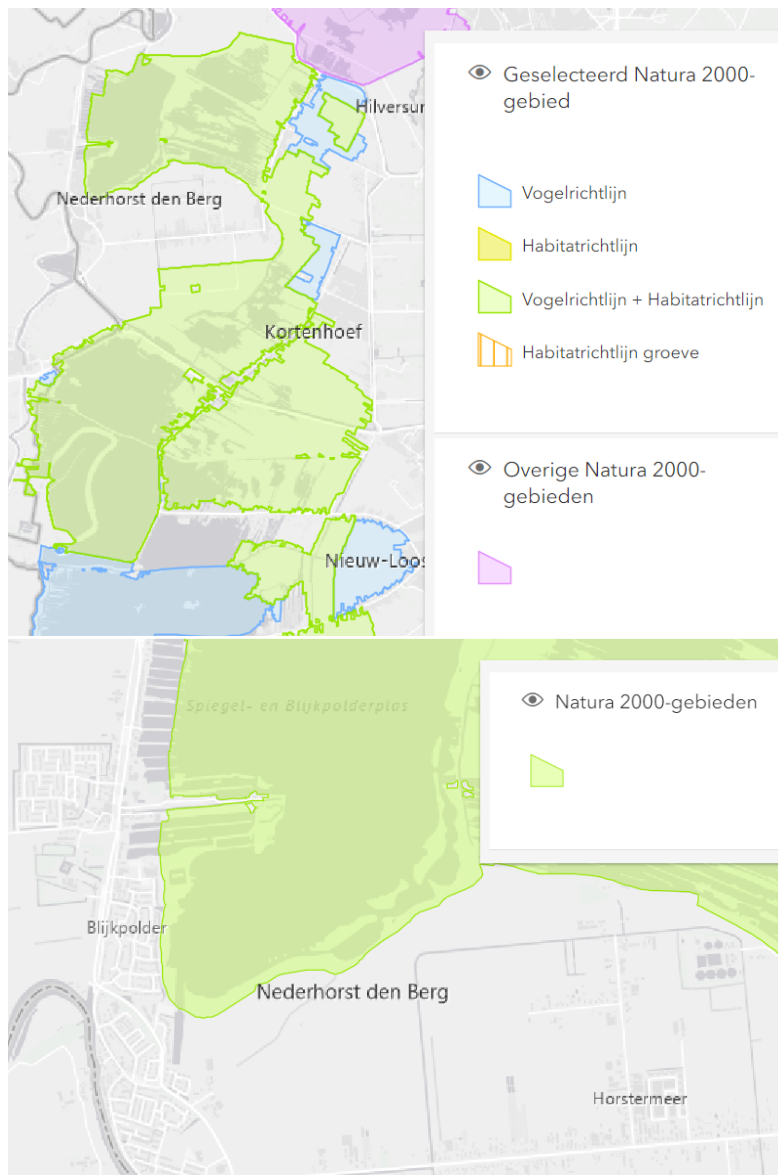 Hilversum
Nederhorst den Berg
Kortenhoef
Nieuw-Loos
Geselecteerd Natura 2000-
gebied
Vogelrichtlijn
Habitatrichtlijn
Vogelrichtlijn + Habitatrichtlijn
Habitatrichtlijn groeve
Overige Natura 2000-
gebieden
Spiegel- en Blijkpolderplas
Blijkpolder
Nederhorst den Berg
Horstermeer
Natura 2000-gebieden